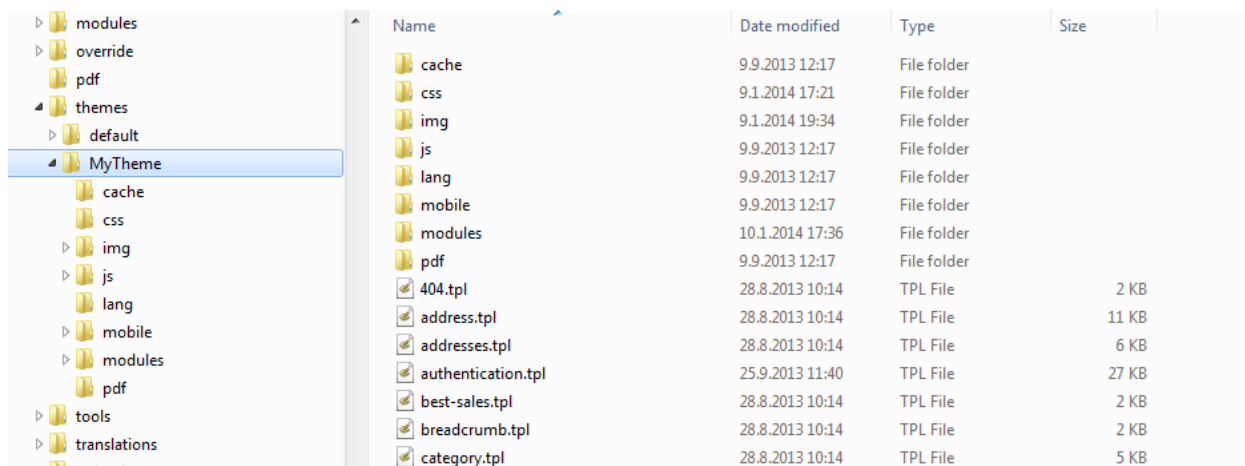 modules
override
pdf
themes
default
MyTheme
cache
css
img
js
lang
mobile
modules
pdf
tools
translations
Name Date modified Type Size
cache 9.9.2013 12:17 File folder
css 9.1.2014 17:21 File folder
img 9.1.2014 19:34 File folder
js 9.9.2013 12:17 File folder
lang 9.9.2013 12:17 File folder
mobile 9.9.2013 12:17 File folder
modules 10.1.2014 17:36 File folder
pdf 9.9.2013 12:17 File folder
404.tpl 28.8.2013 10:14 TPL File 2 KB
address.tpl 28.8.2013 10:14 TPL File 11 KB
addresses.tpl 28.8.2013 10:14 TPL File 6 KB
authentication.tpl 25.9.2013 11:40 TPL File 27 KB
best-sales.tpl 28.8.2013 10:14 TPL File 2 KB
breadcrumb.tpl 28.8.2013 10:14 TPL File 2 KB
category.tpl 28.8.2013 10:14 TPL File 5 KB